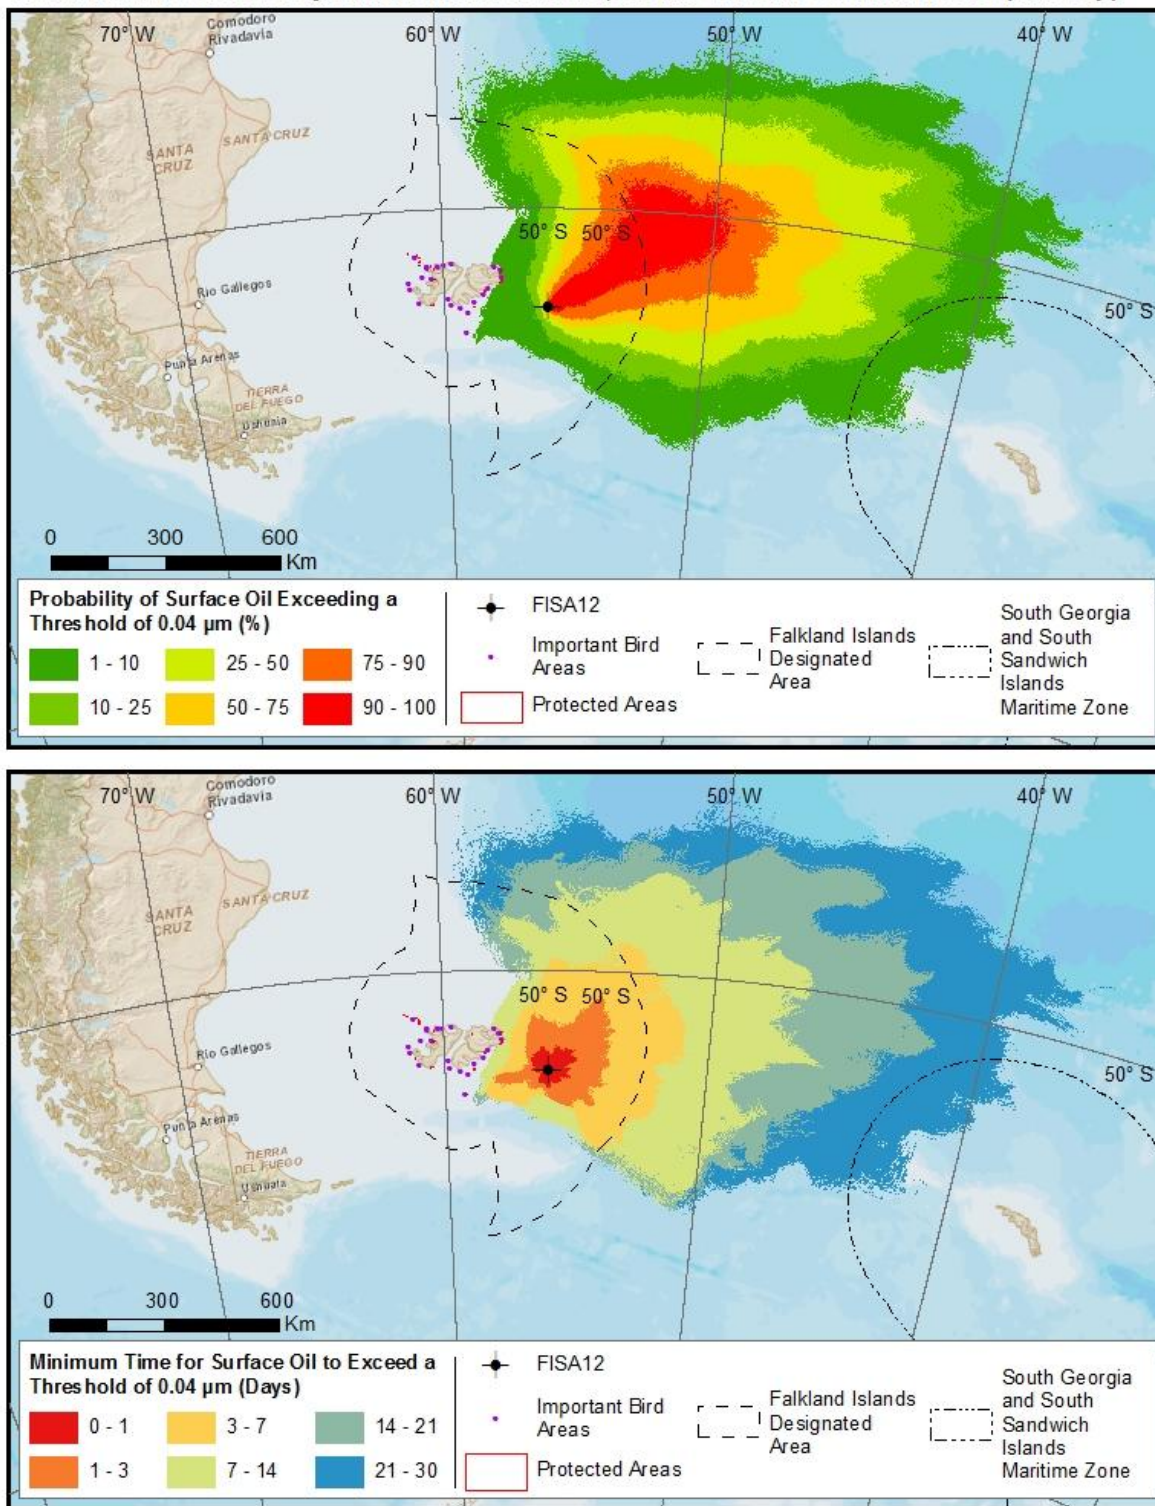 70° W
Comodoro
Rivadavia
60° W
50° W
40° W
SANTA CRUZ
SANTA
CRUZ
50° S 50° S
Rio Gallegos
50° S
Punta Arenas
TIERRA
DEL FUEGO
Ushuaia
0 300 600
Km
Probability of Surface Oil Exceeding a
Threshold of 0.04 µm (%)
1 - 10
25 - 50
75 - 90
10 - 25
50 - 75
90 - 100
FISA12
Important Bird
Areas
Protected Areas
Falkland Islands
Designated
Area
South Georgia
and South
Sandwich
Islands
Maritime Zone
70° W
Comodoro
Rivadavia
60° W
50° W
40° W
SANTA CRUZ
SANTA
CRUZ
50° S 50° S
Rio Gallegos
50° S
Punta Arenas
TIERRA
DEL FUEGO
Ushuaia
0 300 600
Km
Minimum Time for Surface Oil to Exceed a
Threshold of 0.04 µm (Days)
0 - 1
3 - 7
14 - 21
1 - 3
7 - 14
21 - 30
FISA12
Important Bird
Areas
Protected Areas
Falkland Islands
Designated
Area
South Georgia
and South
Sandwich
Islands
Maritime Zone